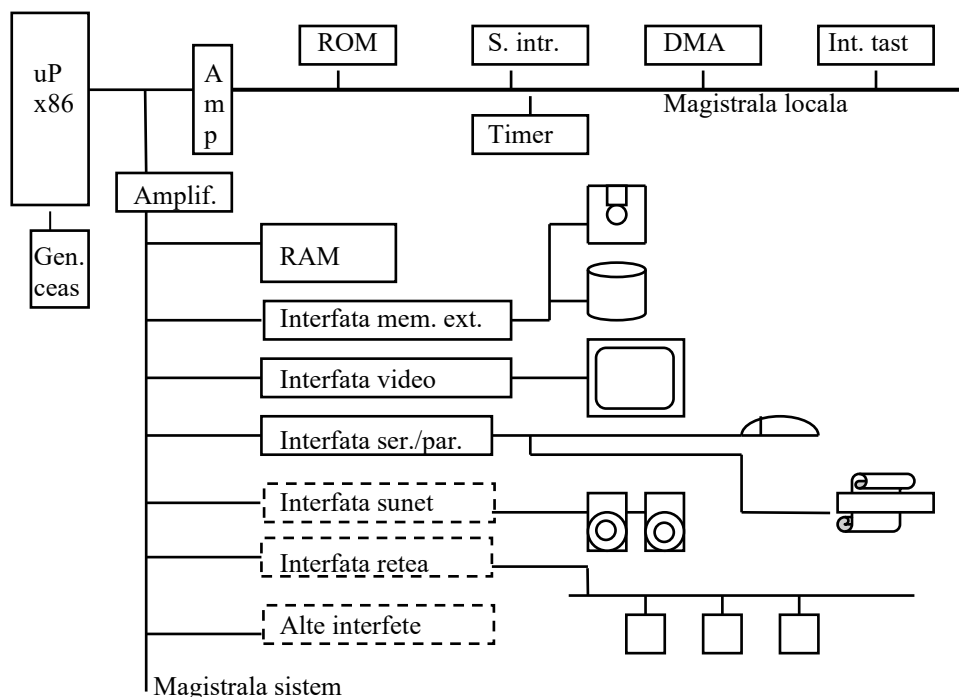 ROM
S. intr.
DMA
Int. tast
uP
x86
A
m
p
Magistrala locala
Timer
Amplif.
Gen.
ceas
RAM
Interfata mem. ext.
Interfata video
Interfata ser./par.
Interfata sunet
Interfata retea
Alte interfete
Magistrala sistem